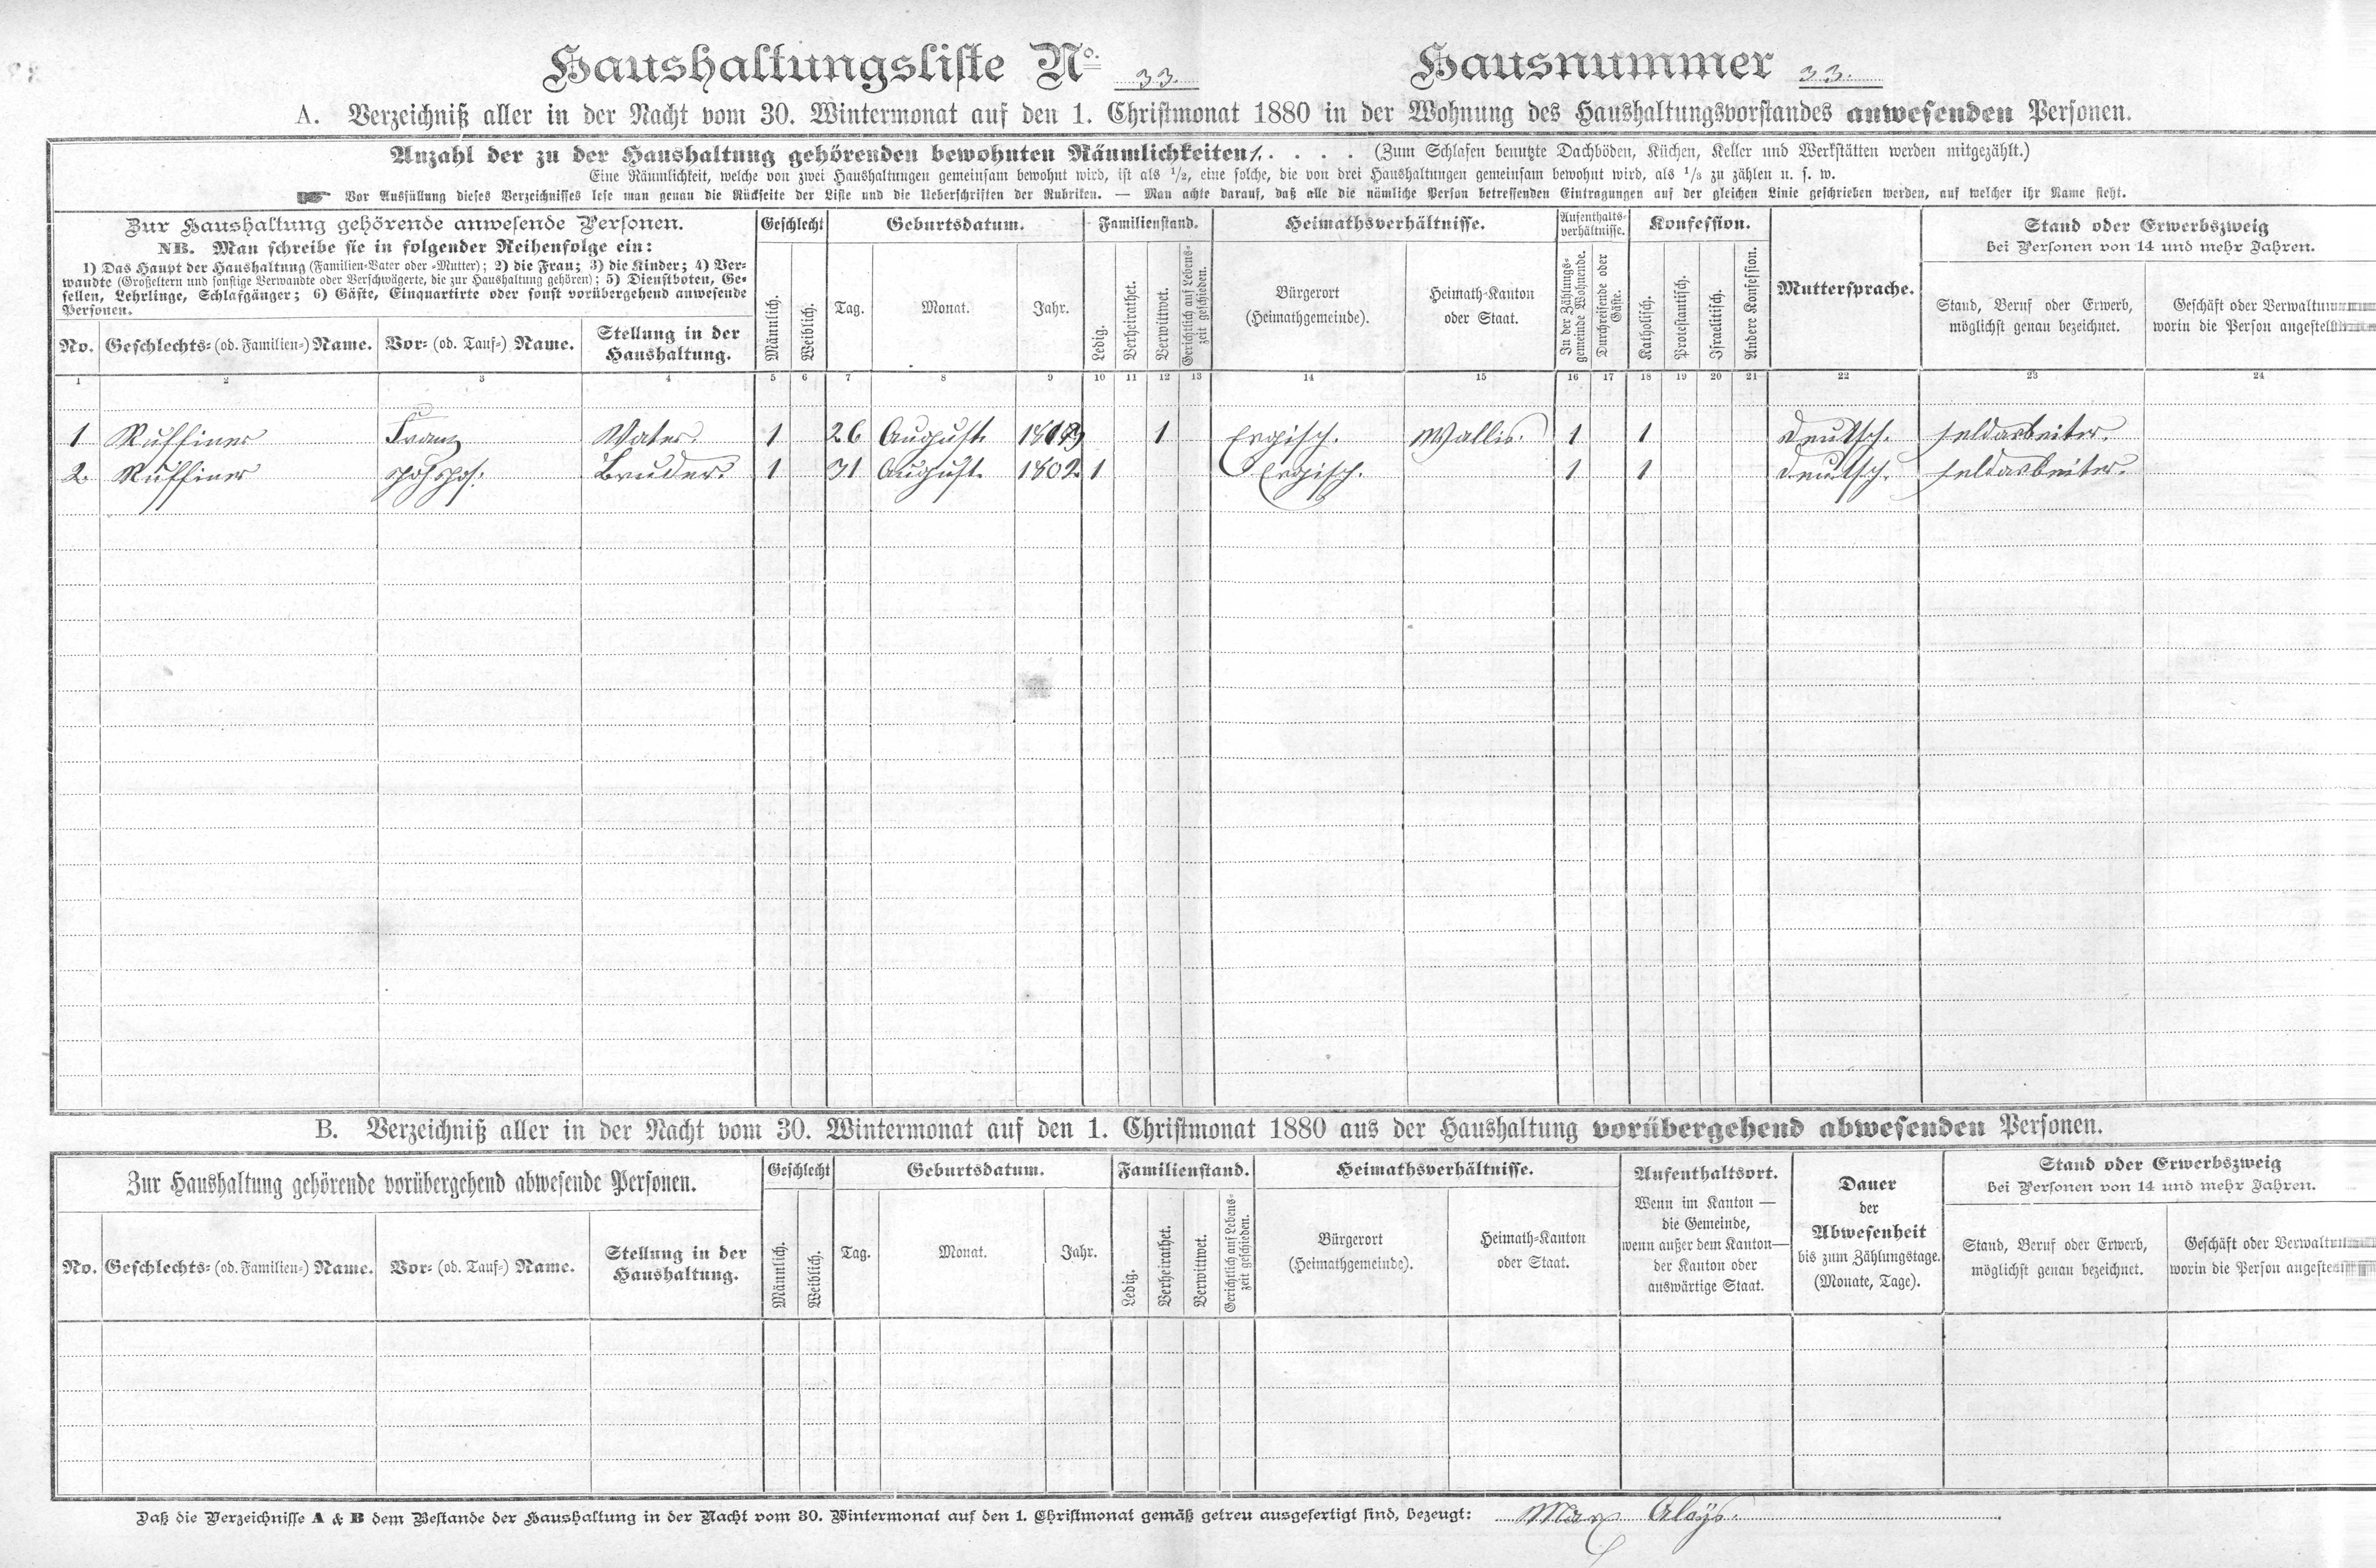 Haushaltungsliste No. 33. Hausnummer 33.
A. Verzeichniß aller in der Nacht vom 30. Wintermonat auf den 1. Christmonat 1880 in der Wohnung des Haushaltungsvorstandes anwesenden Personen.
Anzahl der zu der Haushaltung gehörenden bewohnten Räumlichkeiten 1. . . . . (Zum Schlafen benutzte Dachböden, Küchen, Keller und Werkstätten werden mitgezählt.)
Eine Räumlichkeit, welche von zwei Haushaltungen gemeinsam bewohnt wird, ist als 1/2, eine solche, die von drei Haushaltungen gemeinsam bewohnt wird, als 1/3 zu zählen u. s. w.
Vor Ausfüllung dieses Verzeichnisses lese man genau die Rückseite der Liste und die Ueberschriften der Rubriken. — Man achte darauf, daß alle die nämliche Person betreffenden Eintragungen auf der gleichen Linie geschrieben werden, auf welcher ihr Name steht.
Zur Haushaltung gehörende anwesende Personen.
NB. Man schreibe sie in folgender Reihenfolge ein:
1) Das Haupt der Haushaltung (Familien-Vater oder -Mutter); 2) die Frau; 3) die Kinder; 4) Ver-
wandte (Großeltern und sonstige Verwandte oder Verschwägerte, die zur Haushaltung gehören); 5) Dienstboten, Ge-
sellen, Lehrlinge, Schlafgänger; 6) Gäste, Einquartirte oder sonst vorübergehend anwesende
Personen.
No. Geschlechts- (od. Familien-) Name. Vor- (od. Tauf-) Name. Stellung in der
Haushaltung.
Geschlecht
Männlich.
Weiblich.
Geburtsdatum.
Tag. Monat. Jahr.
Familienstand.
Ledig.
Verheirathet.
Verwittwet.
Gerichtlich auf Lebens-
zeit geschieden.
Heimathsverhältnisse.
Bürgerort
(Heimathgemeinde).
Heimath-Kanton
oder Staat.
Aufenthalts-
verhältnisse.
In der Zählungs-
gemeinde Wohnende.
Durchreisende oder
Gäste.
Konfession.
Katholisch.
Protestantisch.
Israelitisch.
Andere Konfession.
Muttersprache.
Stand oder Erwerbszweig
bei Personen von 14 und mehr Jahren.
Stand, Beruf oder Erwerb,
möglichst genau bezeichnet.
Geschäft oder Verwaltun
worin die Person angestell
1 2 3 4 5 6 7 8 9 10 11 12 13 14 15 16 17 18 19 20 21 22 23 24
1 Ruffiner Franz Vater. 1 26 August. 1 Ergisch. Wallis. 1 1 deutsch. feldarbeiter.
2. Ruffiner Bruder. 1 31 August. 1802. 1 Ergisch. 1 1 deutsch. feldarbeiter.
B. Verzeichniß aller in der Nacht vom 30. Wintermonat auf den 1. Christmonat 1880 aus der Haushaltung vorübergehend abwesenden Personen.
Zur Haushaltung gehörende vorübergehend abwesende Personen.
No. Geschlechts- (od. Familien-) Name. Vor- (od. Tauf-) Name. Stellung in der
Haushaltung.
Geschlecht
Männlich.
Weiblich.
Geburtsdatum.
Tag. Monat. Jahr.
Familienstand.
Ledig.
Verheirathet.
Verwittwet.
Gerichtlich auf Lebens-
zeit geschieden.
Heimathsverhältnisse.
Bürgerort
(Heimathgemeinde).
Heimath-Kanton
oder Staat.
Aufenthaltsort.
Wenn im Kanton —
die Gemeinde,
wenn außer dem Kanton—
der Kanton oder
auswärtige Staat.
Dauer
der
Abwesenheit
bis zum Zählungstage.
(Monate, Tage).
Stand oder Erwerbszweig
bei Personen von 14 und mehr Jahren.
Stand, Beruf oder Erwerb,
möglichst genau bezeichnet.
Geschäft oder Verwaltun
worin die Person angeste
Daß die Verzeichnisse A & B dem Bestande der Haushaltung in der Nacht vom 30. Wintermonat auf den 1. Christmonat gemäß getreu ausgefertigt sind, bezeugt: Marx Aloÿs.